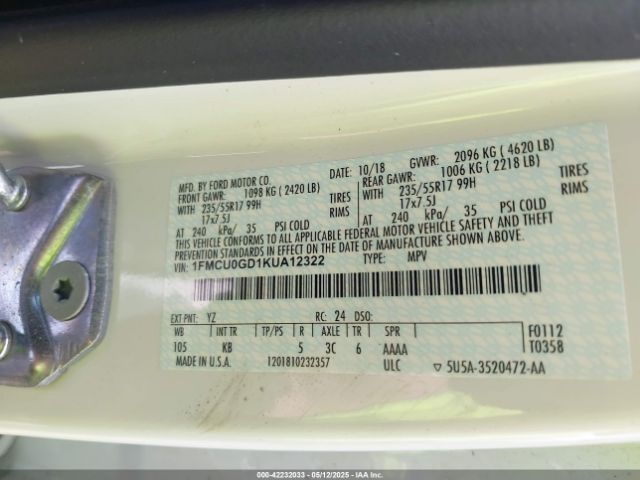 MFD. BY FORD MOTOR CO. DATE: 10/18 GVWR: 2096 KG ( 4620 LB)
FRONT GAWR: 1098 KG ( 2420 LB) REAR GAWR: 1006 KG ( 2218 LB)
WITH 235/55R17 99H TIRES WITH 235/55R17 99H TIRES
17x7.5J RIMS 17x7.5J RIMS
AT 240 kPa/ 35 PSI COLD AT 240 kPa/ 35 PSI COLD
THIS VEHICLE CONFORMS TO ALL APPLICABLE FEDERAL MOTOR VEHICLE SAFETY AND THEFT
PREVENTION STANDARDS IN EFFECT ON THE DATE OF MANUFACTURE SHOWN ABOVE.
VIN: 1FMCU0GD1KUA12322 TYPE: MPV
EXT PNT: YZ RC: 24 DSO:
WB INT TR TP/PS R AXLE TR SPR F0112
105 KB 5 3C 6 AAAA T0358
MADE IN U.S.A. 1201810232357 ULC ▽ 5U5A-3520472-AA
000-42232033 - 05/12/2025 - IAAI.COM